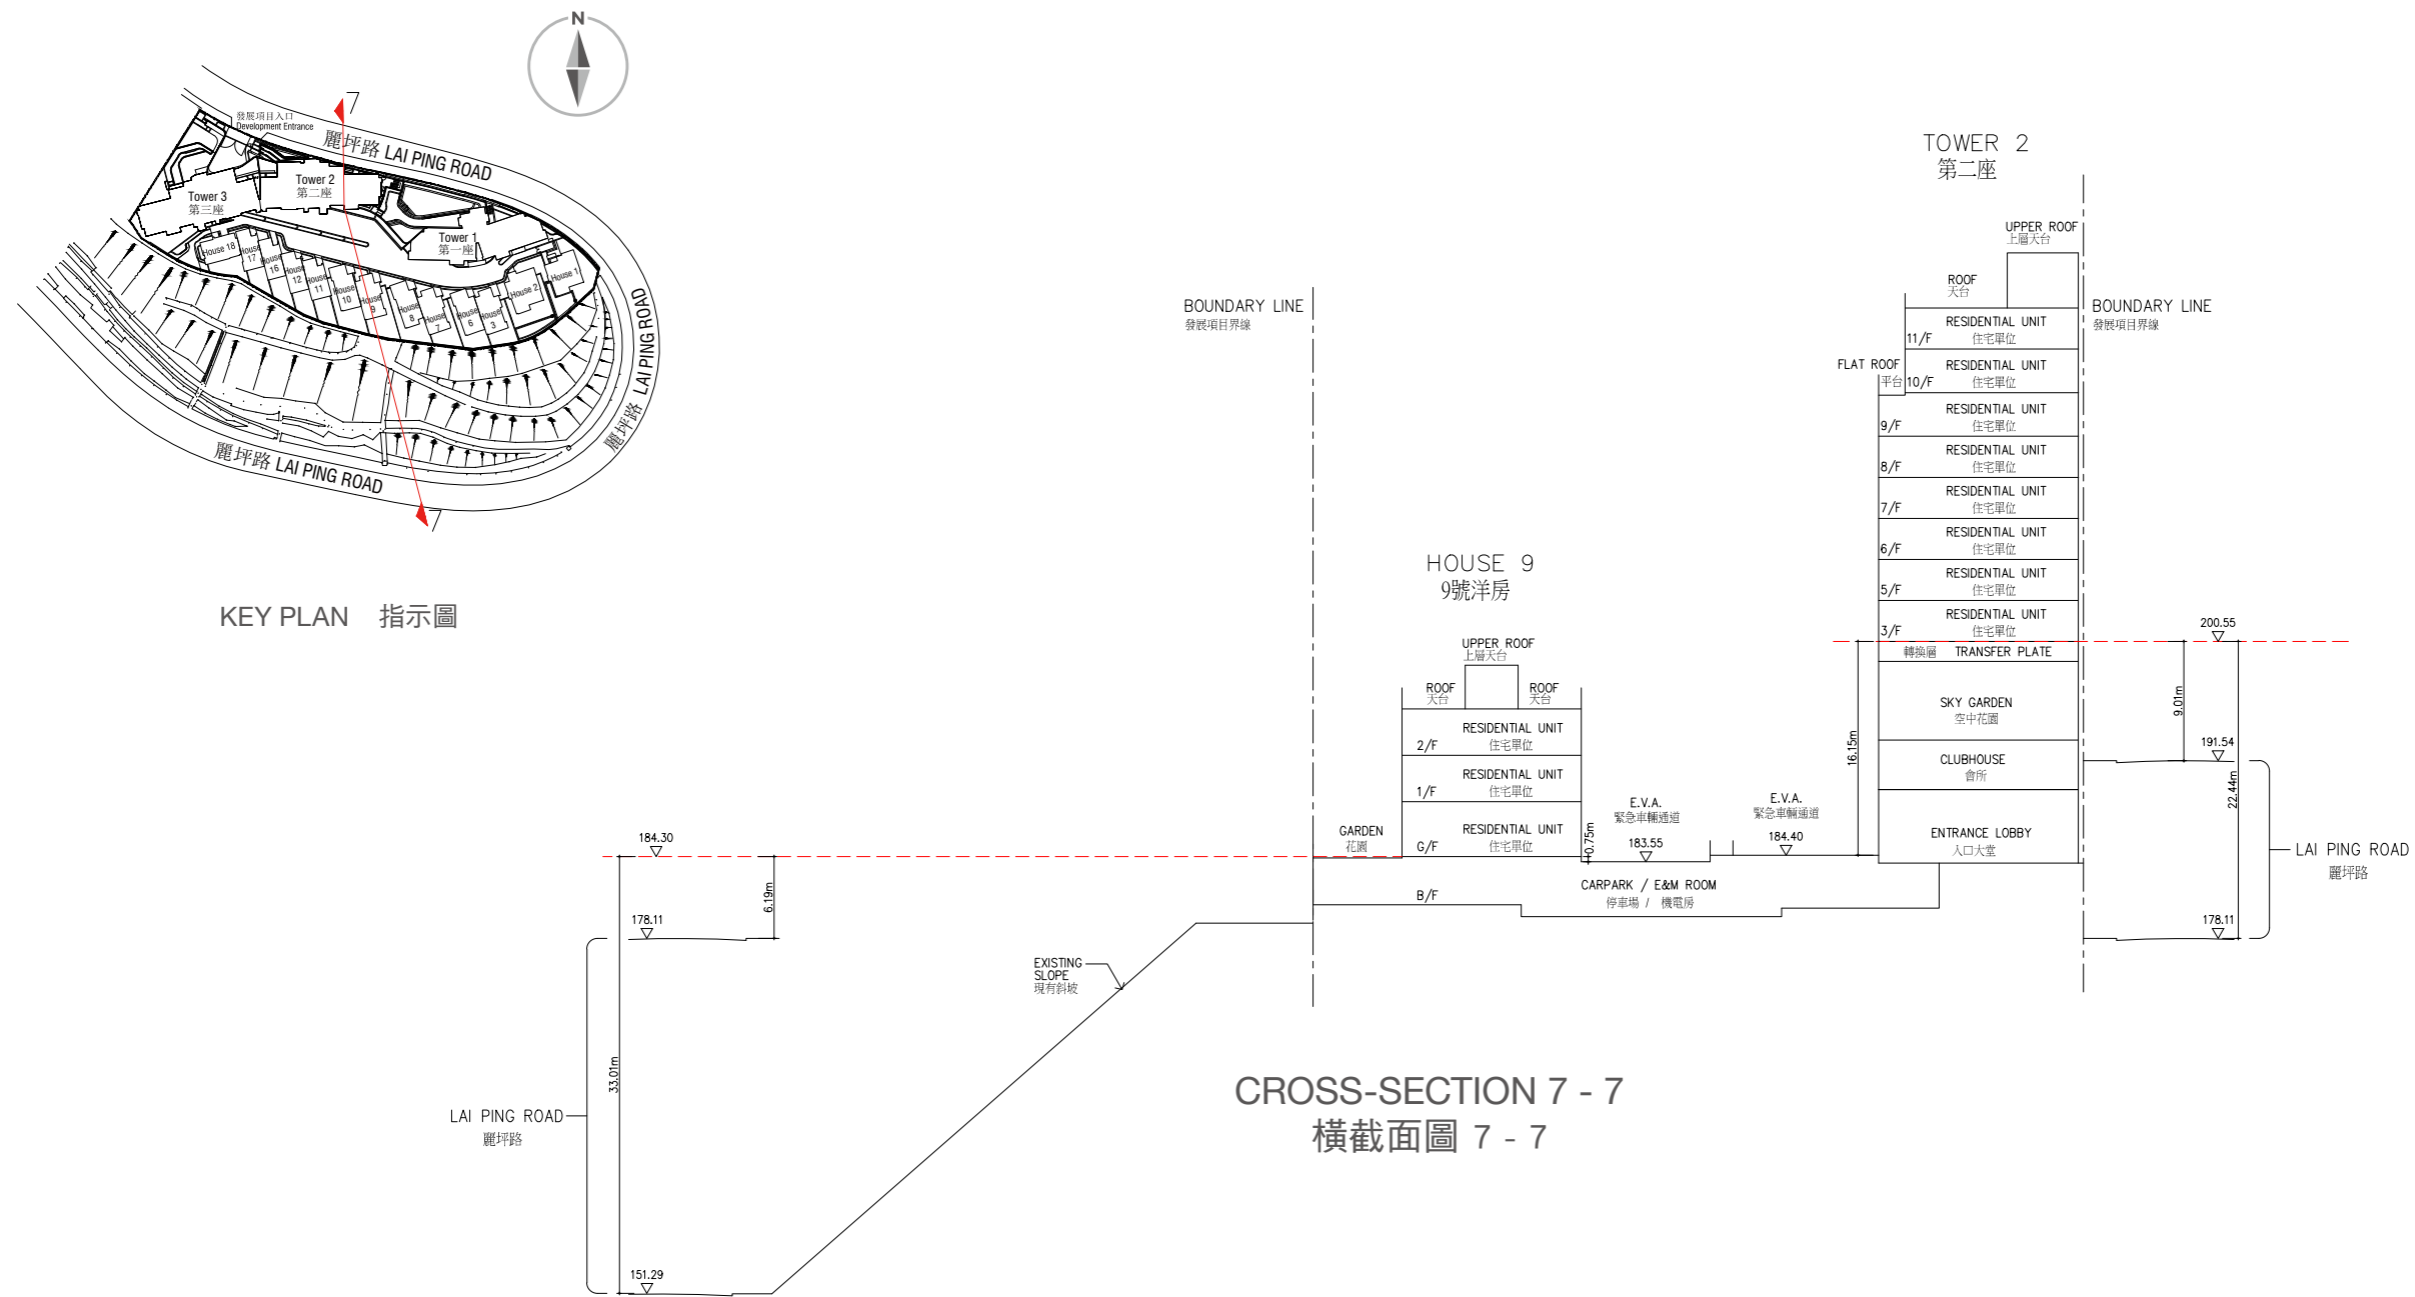 N
7
發展項目入口
Development Entrance
麗坪路 LAI PING ROAD
Tower 2
第二座
Tower 3
第三座
Tower 1
第一座
House 18
House 17
House 16
House 12
House 11
House 10
House 9
House 8
House 7
House 6
House 3
House 2
House 1
麗坪路 LAI PING ROAD
麗坪路 LAI PING ROAD
7
KEY PLAN 指示圖
TOWER 2
第二座
UPPER ROOF
上層天台
ROOF
天台
BOUNDARY LINE
發展項目界線
BOUNDARY LINE
發展項目界線
RESIDENTIAL UNIT
11/F 住宅單位
FLAT ROOF
平台
RESIDENTIAL UNIT
10/F 住宅單位
RESIDENTIAL UNIT
9/F 住宅單位
RESIDENTIAL UNIT
8/F 住宅單位
RESIDENTIAL UNIT
7/F 住宅單位
RESIDENTIAL UNIT
6/F 住宅單位
RESIDENTIAL UNIT
5/F 住宅單位
RESIDENTIAL UNIT
3/F 住宅單位
200.55
轉換層 TRANSFER PLATE
SKY GARDEN
空中花園
CLUBHOUSE
會所
ENTRANCE LOBBY
入口大堂
16.15m
9.01m
191.54
22.44m
LAI PING ROAD
麗坪路
178.11
HOUSE 9
9號洋房
UPPER ROOF
上層天台
ROOF
天台
ROOF
天台
RESIDENTIAL UNIT
2/F 住宅單位
RESIDENTIAL UNIT
1/F 住宅單位
RESIDENTIAL UNIT
G/F 住宅單位
GARDEN
花園
0.75m
E.V.A.
緊急車輛通道
183.55
E.V.A.
緊急車輛通道
184.40
B/F
CARPARK / E&M ROOM
停車場 / 機電房
184.30
6.19m
178.11
33.01m
LAI PING ROAD
麗坪路
151.29
EXISTING
SLOPE
現有斜坡
CROSS-SECTION 7 - 7
橫截面圖 7 - 7